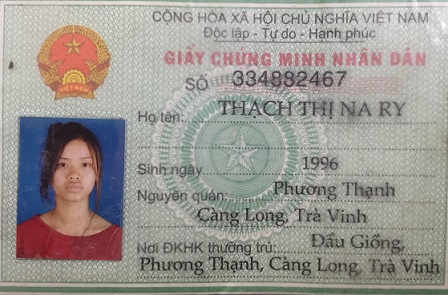 CỘNG HÒA XÃ HỘI CHỦ NGHĨA VIỆT NAM
Độc lập - Tự do - Hạnh phúc
GIẤY CHỨNG MINH NHÂN DÂN
SỐ 334882467
Họ tên: THẠCH THỊ NA RY
Sinh ngày 1996
Nguyên quán: Phương Thạnh
Càng Long, Trà Vinh
Nơi ĐKHK thường trú: Đầu Giồng,
Phương Thạnh, Càng Long, Trà Vinh
VIỆT NAM